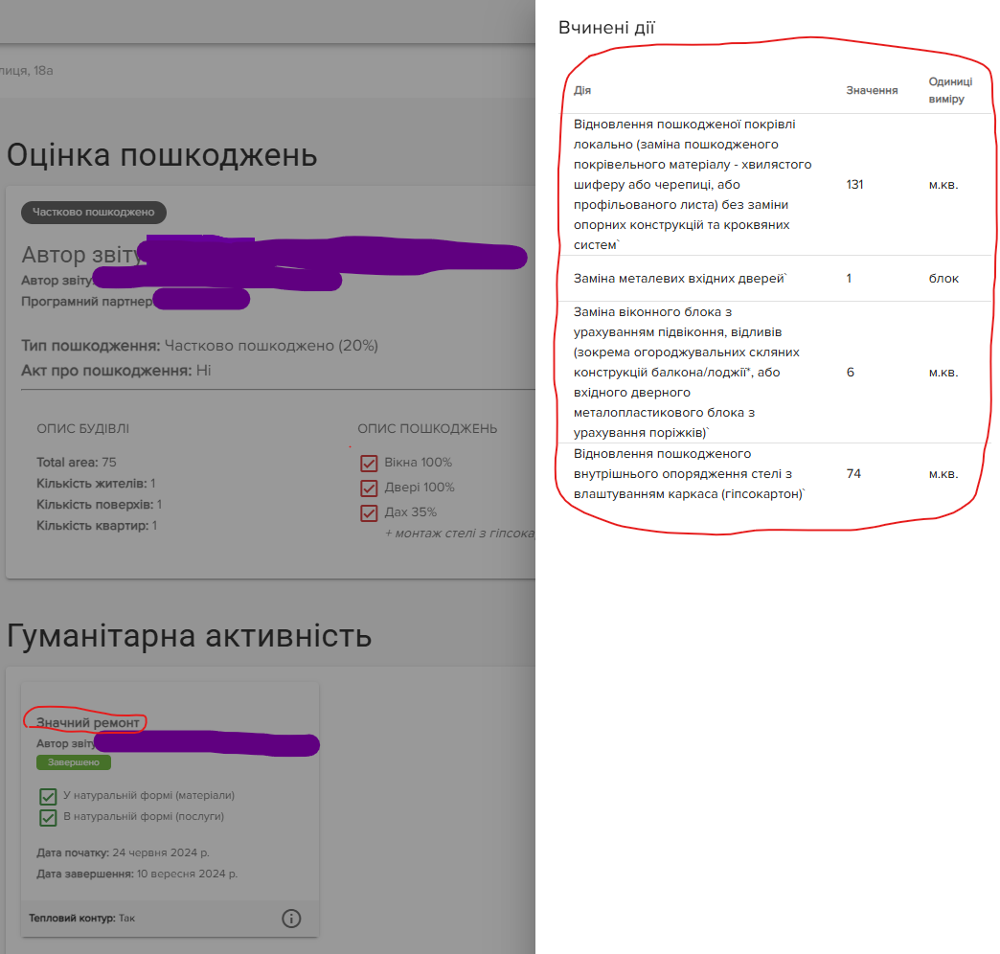 лиця, 18а
Оцінка пошкоджень
Частково пошкоджено
Автор звіту
Автор звіту:
Програмний партнер
Тип пошкодження: Частково пошкоджено (20%)
Акт про пошкодження: Ні
ОПИС БУДІВЛІ
Total area: 75
Кількість жителів: 1
Кількість поверхів: 1
Кількість квартир: 1
ОПИС ПОШКОДЖЕНЬ
Вікна 100%
Двері 100%
Дах 35%
+ монтаж стелі з гіпсока
Гуманітарна активність
Значний ремонт
Автор звіту
Завершено
У натуральній формі (матеріали)
В натуральній формі (послуги)
Дата початку: 24 червня 2024 р.
Дата завершення: 10 вересня 2024 р.
Тепловий контур: Так
Вчинені дії
Дія
Значення
Одиниці
виміру
Відновлення пошкодженої покрівлі
локально (заміна пошкодженого
покрівельного матеріалу - хвилястого
шиферу або черепиці, або
профільованого листа) без заміни
опорних конструкцій та кроквяних
систем`
131
м.кв.
Заміна металевих вхідних дверей`
1
блок
Заміна віконного блока з
урахуванням підвіконня, відливів
(зокрема огороджувальних скляних
конструкцій балкона/лоджії*, або
вхідного дверного
металопластикового блока з
урахування поріжків)`
6
м.кв.
Відновлення пошкодженого
внутрішнього опорядження стелі з
влаштуванням каркаса (гіпсокартон)`
74
м.кв.